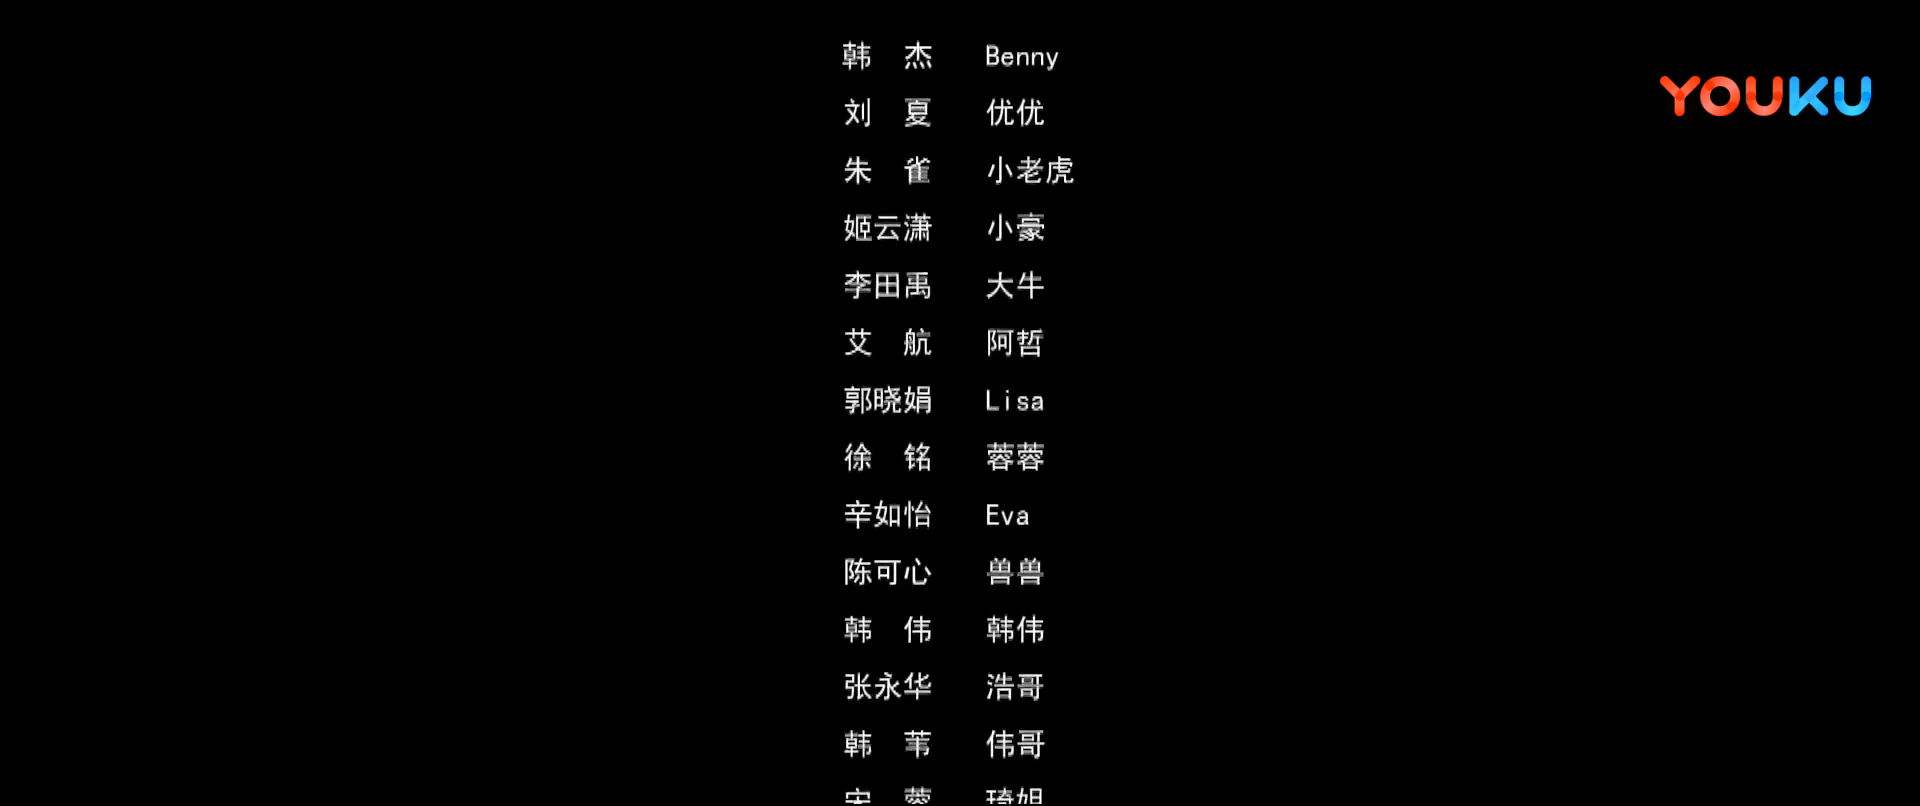 韩　杰 Benny
YOUKU
刘　夏 优优
朱　雀 小老虎
姬云潇 小豪
李田禹 大牛
艾　航 阿哲
郭晓娟 Lisa
徐　铭 蓉蓉
辛如怡 Eva
陈可心 兽兽
韩　伟 韩伟
张永华 浩哥
韩　苇 伟哥